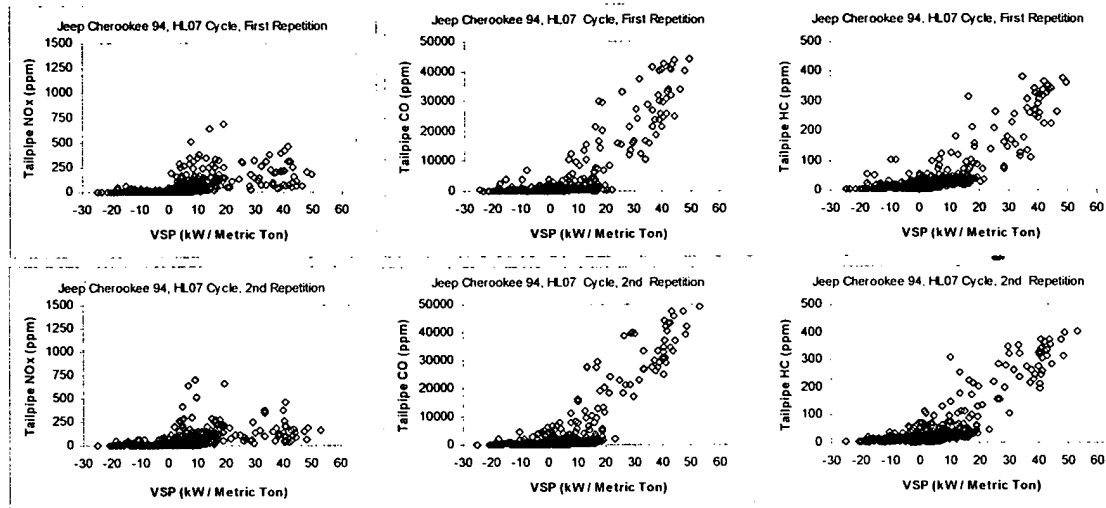 Jeep Cherookee 94, HL07 Cycle, First Repetition
Tailpipe NOx (ppm)
1500
1250
1000
750
500
250
0
-30 -20 -10 0 10 20 30 40 50 60
VSP (kW / Metric Ton)
Jeep Cherookee 94, HL07 Cycle, First Repetition
Tailpipe CO (ppm)
50000
40000
30000
20000
10000
0
-30 -20 -10 0 10 20 30 40 50 60
VSP (kW / Metric Ton)
Jeep Cherookee 94, HL07 Cycle, First Repetition
Tailpipe HC (ppm)
500
400
300
200
100
0
-30 -20 -10 0 10 20 30 40 50 60
VSP (kW / Metric Ton)
Jeep Cherookee 94, HL07 Cycle, 2nd Repetition
Tailpipe NOx (ppm)
1500
1250
1000
750
500
250
0
-30 -20 -10 0 10 20 30 40 50 60
VSP (kW / Metric Ton)
Jeep Cherookee 94, HL07 Cycle, 2nd Repetition
Tailpipe CO (ppm)
50000
40000
30000
20000
10000
0
-30 -20 -10 0 10 20 30 40 50 60
VSP (kW / Metric Ton)
Jeep Cherookee 94, HL07 Cycle, 2nd Repetition
Tailpipe HC (ppm)
500
400
300
200
100
0
-30 -20 -10 0 10 20 30 40 50 60
VSP (kW / Metric Ton)